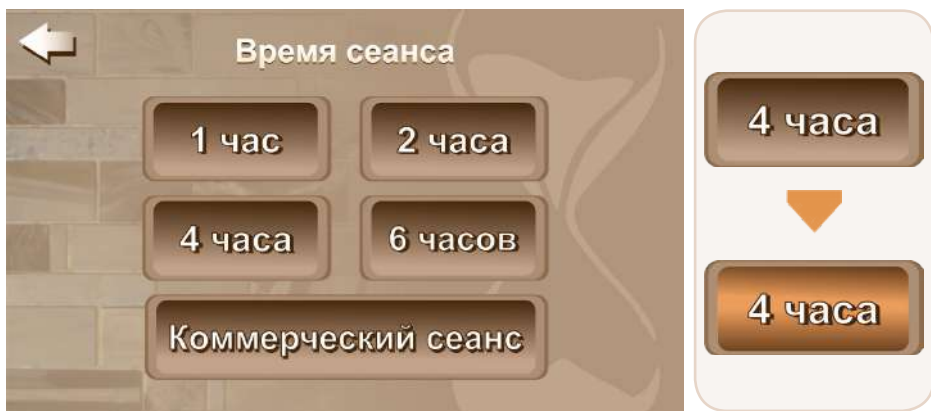 Время сеанса
1 час
2 часа
4 часа
6 часов
Коммерческий сеанс
4 часа
4 часа